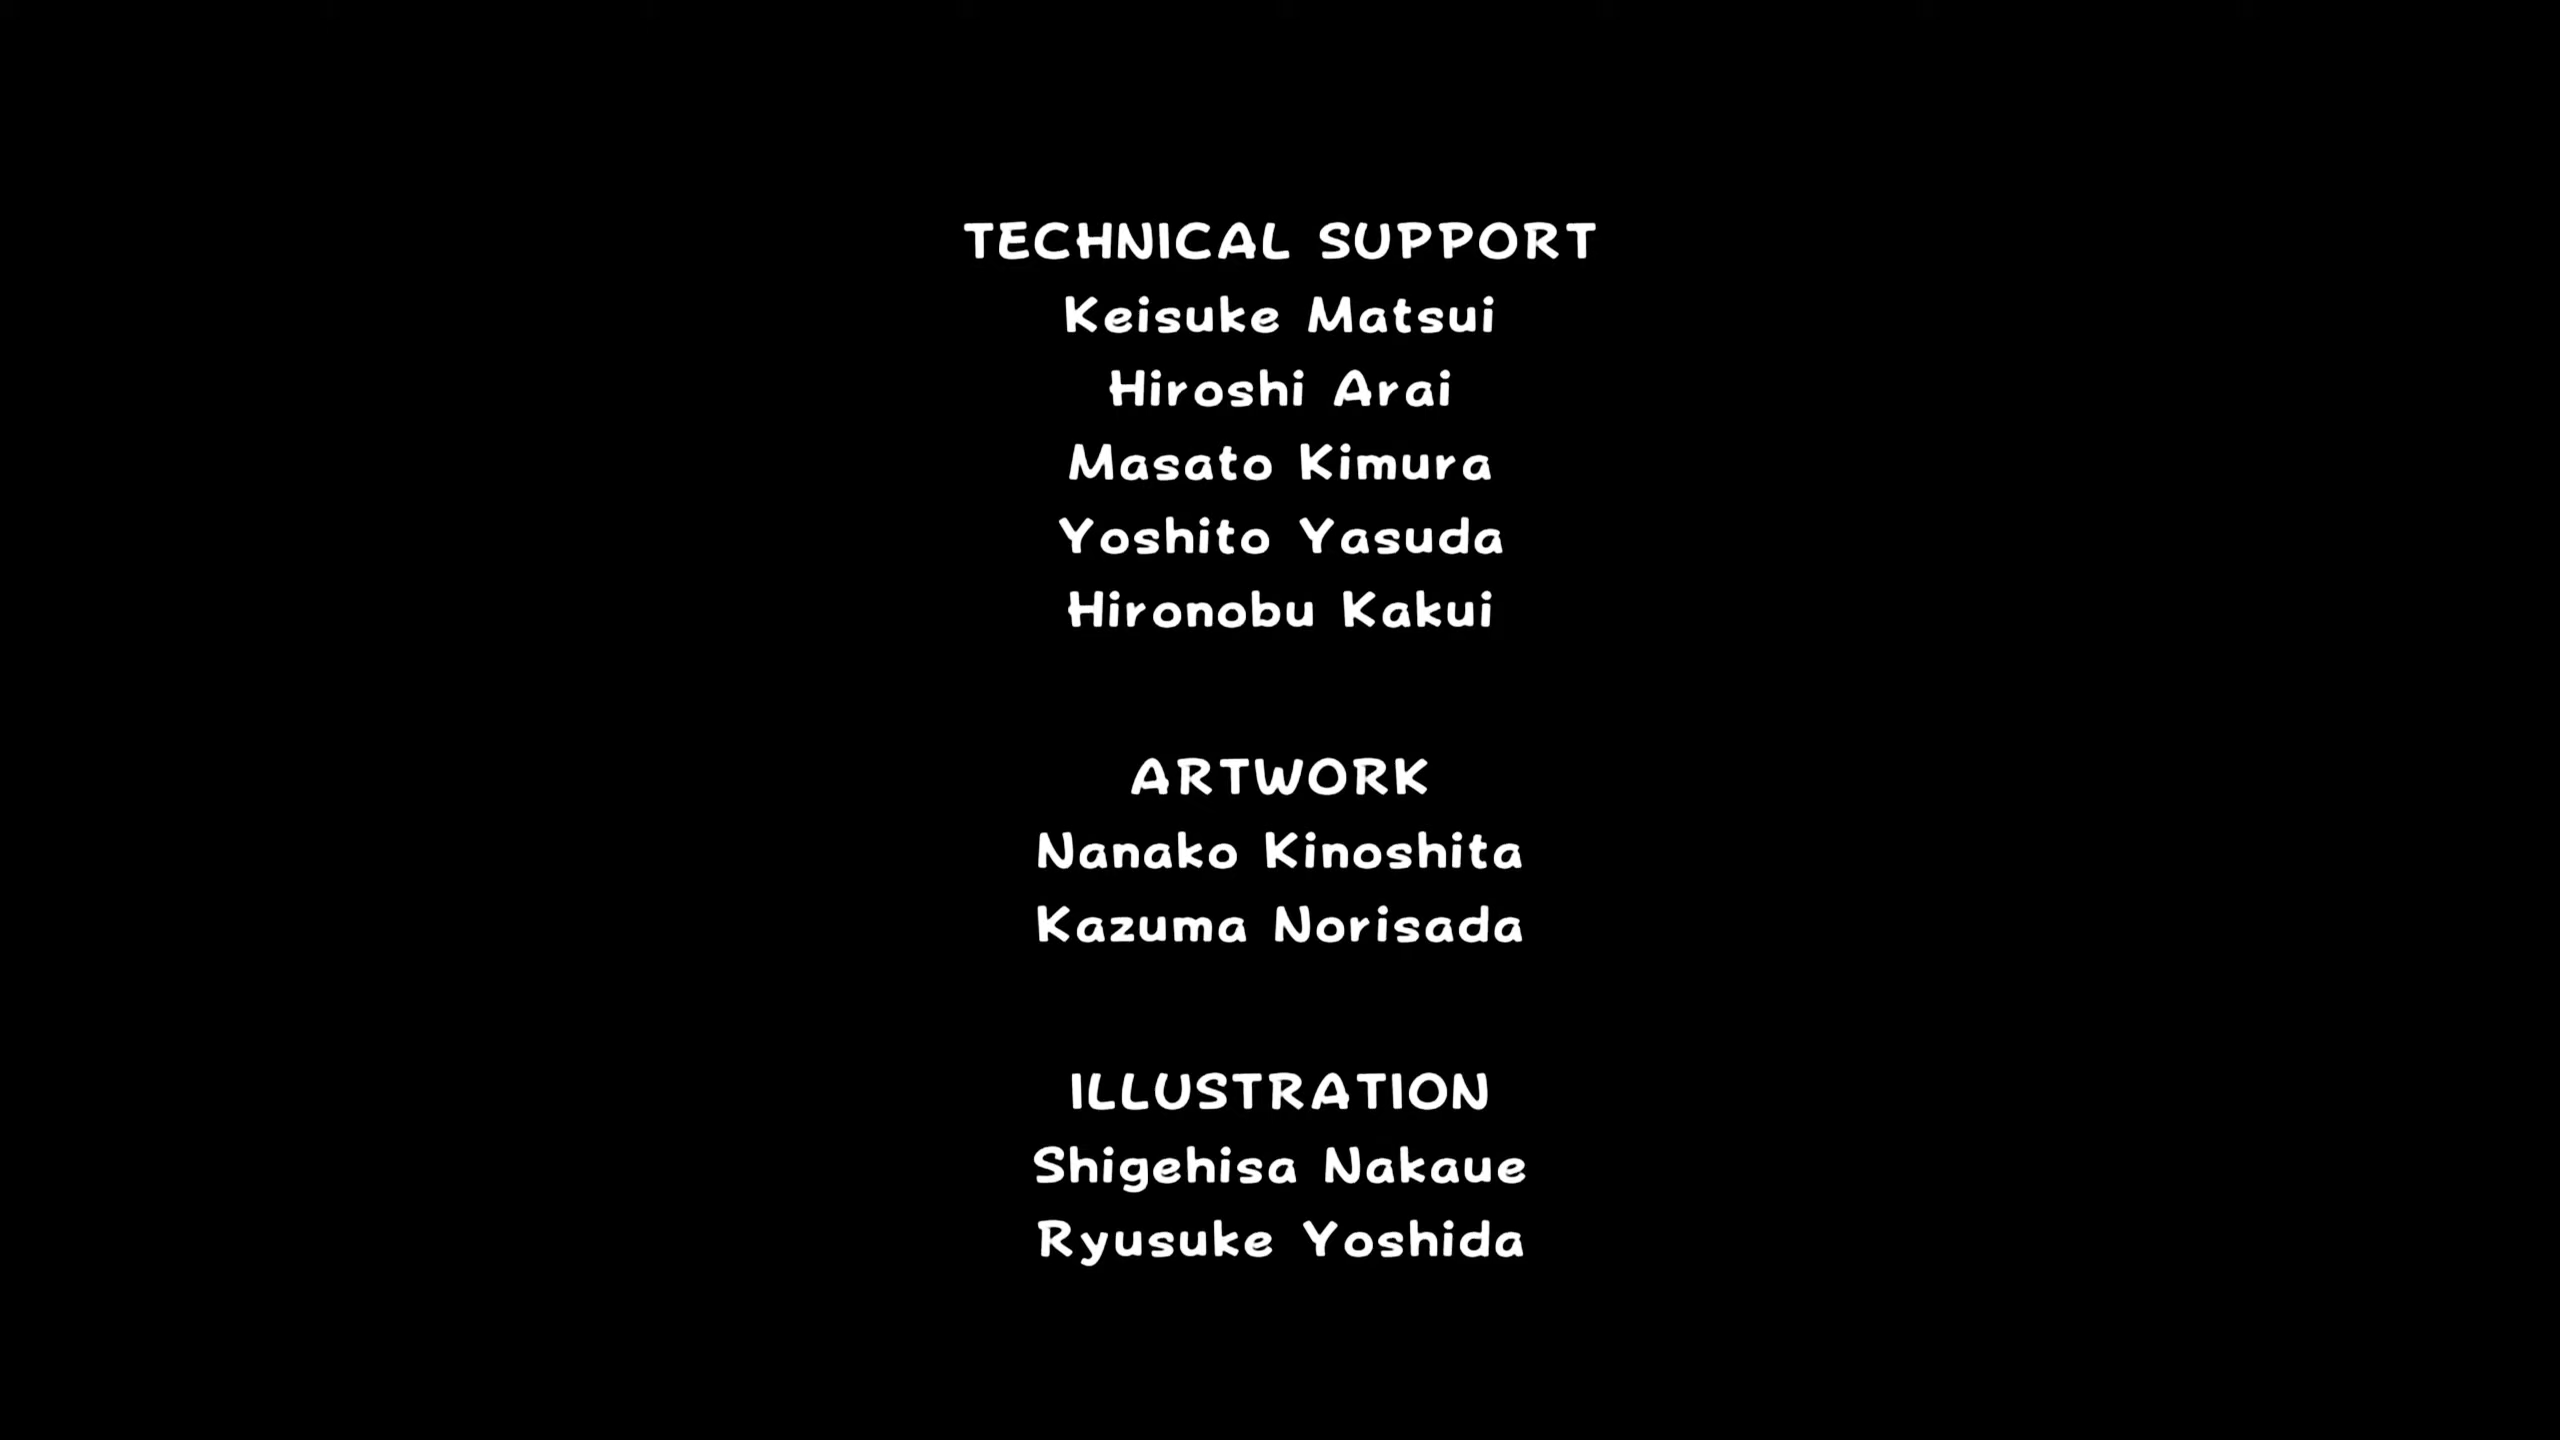 TECHNICAL SUPPORT
Keisuke Matsui
Hiroshi Arai
Masato Kimura
Yoshito Yasuda
Hironobu Kakui
ARTWORK
Nanako Kinoshita
Kazuma Norisada
ILLUSTRATION
Shigehisa Nakaue
Ryusuke Yoshida